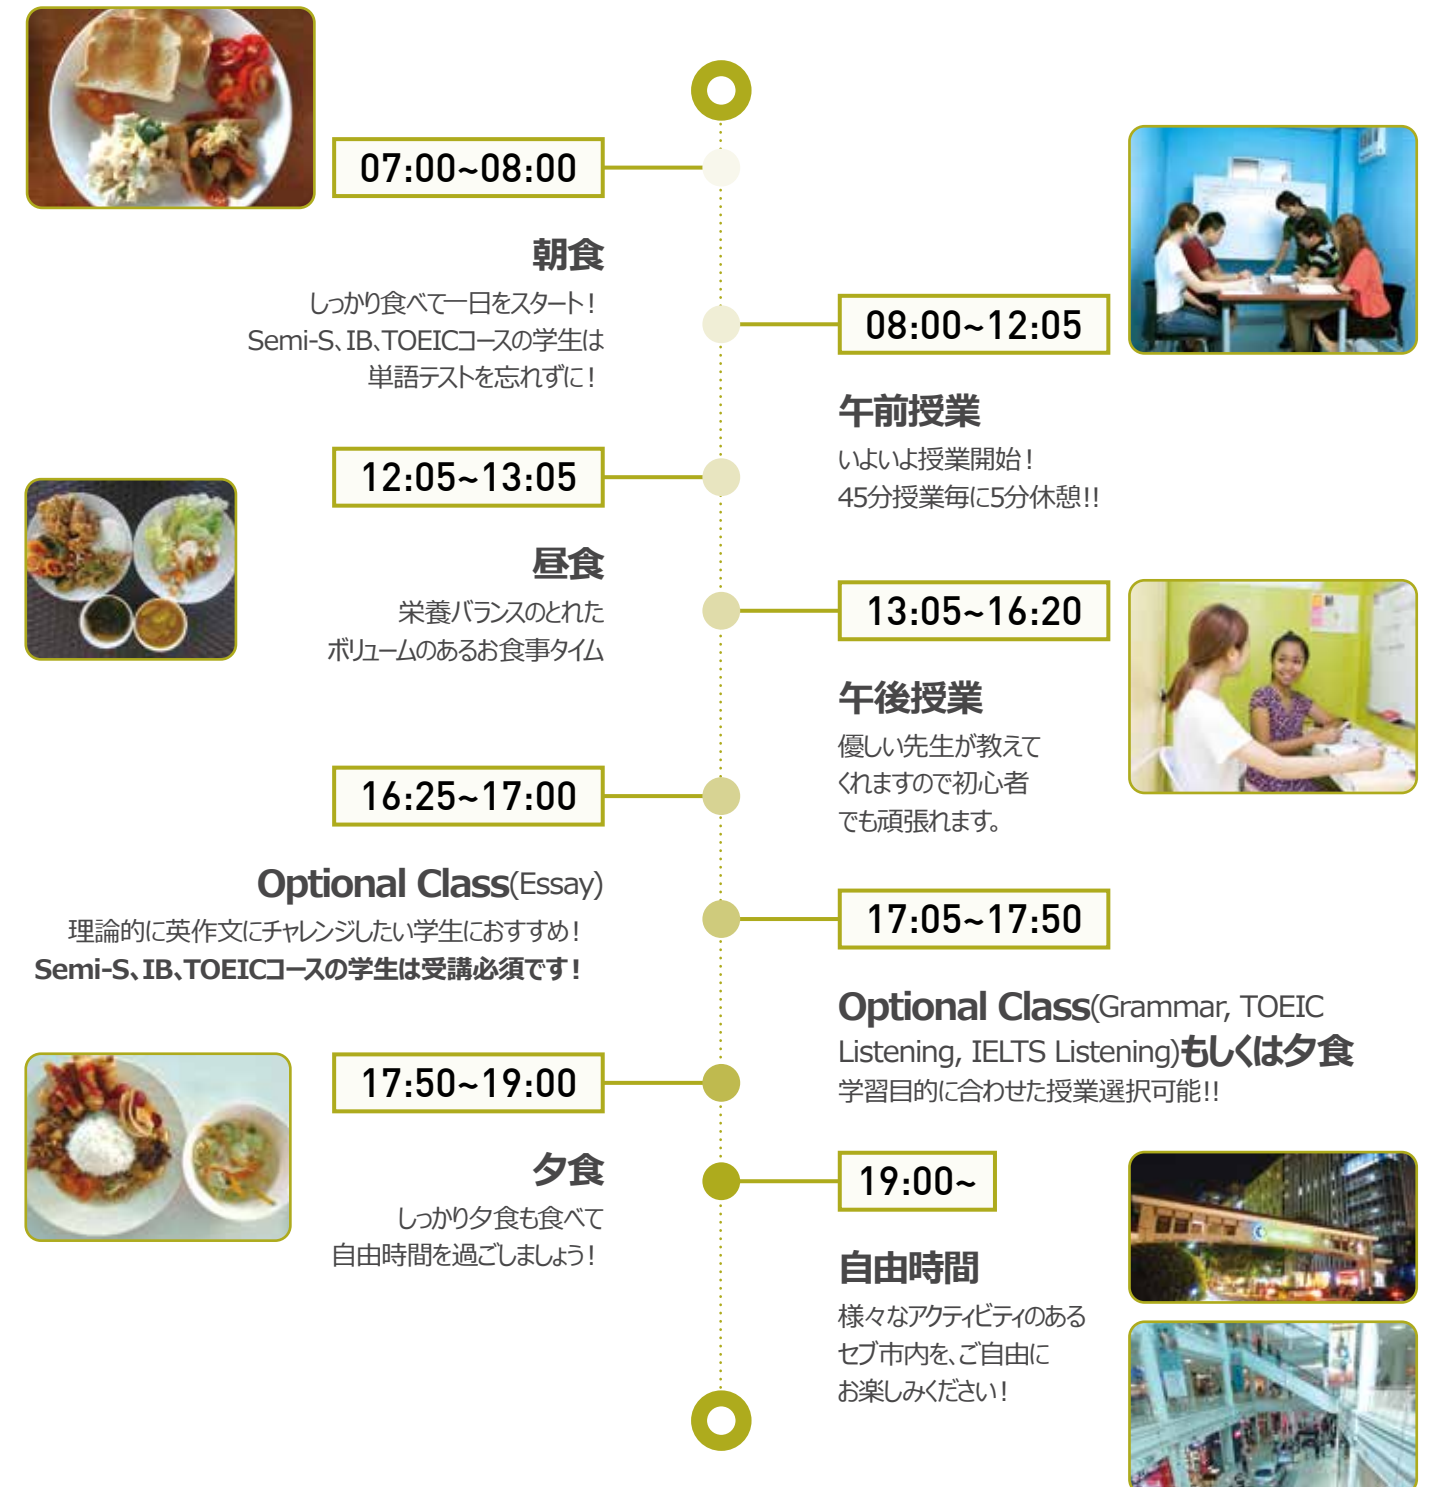 07:00~08:00
朝食
しっかり食べて一日をスタート！
Semi-S、IB、TOEICコースの学生は
単語テストを忘れずに！
08:00~12:05
午前授業
いよいよ授業開始！
45分授業毎に5分休憩!!
12:05~13:05
昼食
栄養バランスのとれた
ボリュームのあるお食事タイム
13:05~16:20
午後授業
優しい先生が教えて
くれますので初心者
でも頑張れます。
16:25~17:00
Optional Class(Essay)
理論的に英作文にチャレンジしたい学生におすすめ！
Semi-S、IB、TOEICコースの学生は受講必須です！
17:05~17:50
Optional Class(Grammar, TOEIC
Listening, IELTS Listening)もしくは夕食
学習目的に合わせた授業選択可能!!
17:50~19:00
夕食
しっかり夕食も食べて
自由時間を過ごしましょう！
19:00~
自由時間
様々なアクティビティのある
セブ市内を、ご自由に
お楽しみください！